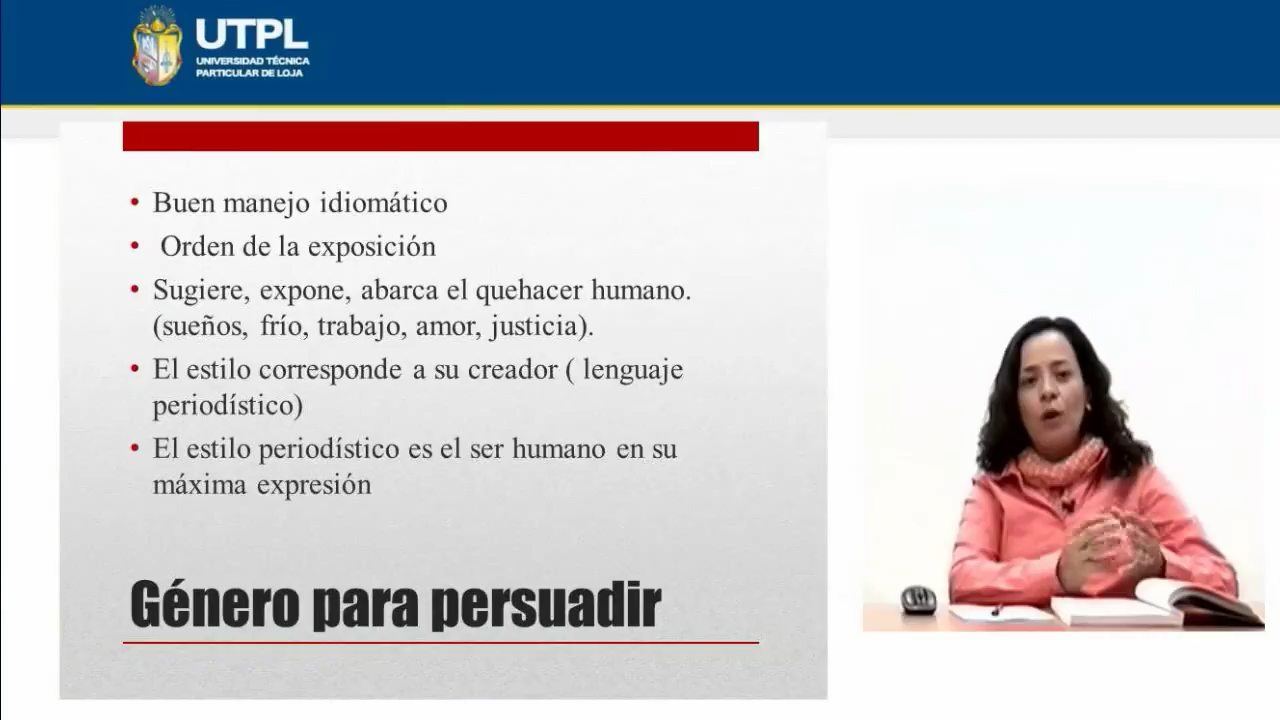 UTPL
UNIVERSIDAD TÉCNICA
PARTICULAR DE LOJA
• Buen manejo idiomático
• Orden de la exposición
• Sugiere, expone, abarca el quehacer humano.
(sueños, frío, trabajo, amor, justicia).
• El estilo corresponde a su creador ( lenguaje
periodístico)
• El estilo periodístico es el ser humano en su
máxima expresión
Género para persuadir